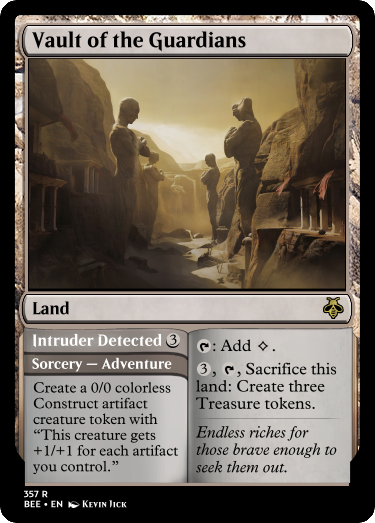 Vault of the Guardians
Land
Intruder Detected 3
Sorcery — Adventure
Create a 0/0 colorless
Construct artifact
creature token with
“This creature gets
+1/+1 for each artifact
you control.”
: Add .
3, , Sacrifice this
land: Create three
Treasure tokens.
Endless riches for
those brave enough to
seek them out.
357 R
BEE • EN Kevin Jick